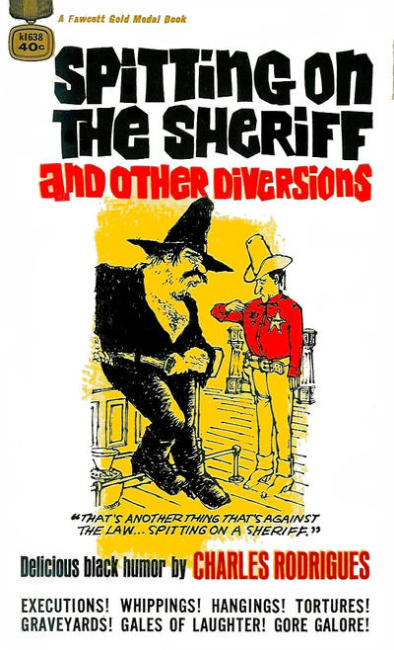 A Fawcett Gold Medal Book
k1638
40c
SPITTING ON
THE SHERIFF
AND OTHER DIVERSIONS
"THAT'S ANOTHER THING THAT'S AGAINST
THE LAW... SPITTING ON A SHERIFF."
Delicious black humor by CHARLES RODRIGUES
EXECUTIONS! WHIPPINGS! HANGINGS! TORTURES!
GRAVEYARDS! GALES OF LAUGHTER! GORE GALORE!